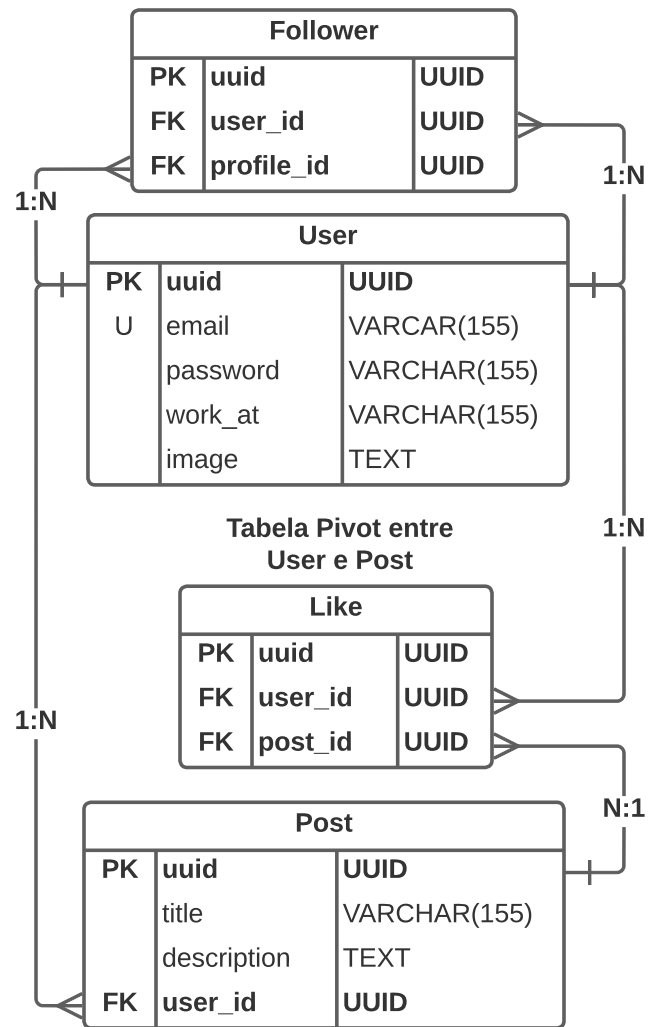 Follower
PK uuid UUID
FK user_id UUID
FK profile_id UUID
1:N
1:N
User
PK uuid UUID
U email VARCAR(155)
password VARCHAR(155)
work_at VARCHAR(155)
image TEXT
Tabela Pivot entre
User e Post
1:N
Like
PK uuid UUID
FK user_id UUID
FK post_id UUID
1:N
N:1
Post
PK uuid UUID
title VARCHAR(155)
description TEXT
FK user_id UUID